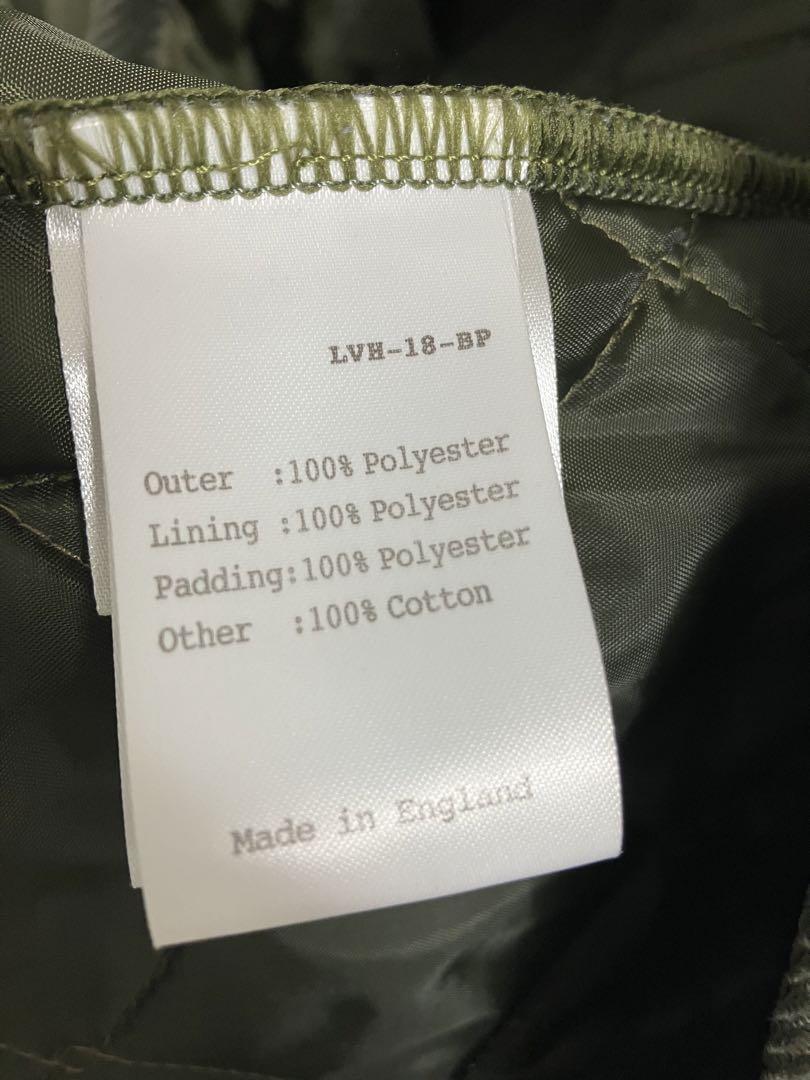 LVH-18-BP
Outer :100% Polyester
Lining :100% Polyester
Padding:100% Polyester
Other :100% Cotton
Made in England